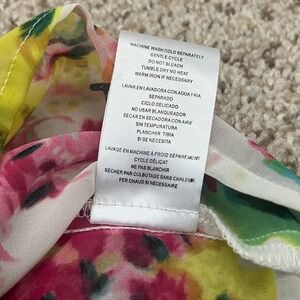 MACHINE WASH COLD SEPARATELY
GENTLE CYCLE
DO NOT BLEACH
TUMBLE DRY NO HEAT
WARM IRON IF NECESSARY
LAVAR EN LAVADORA CON AGUA FRIA,
SEPARADO
CICLO DELICADO
NO USAR BLANQUEADOR
SECAR EN SECADORA CON AIRE
SIN TEMPERATURA
PLANCHAR TIBIA
SI SE NECESITA
LAVAGE EN MACHINE À FROID SÉPARÉMENT
CYCLE DÉLICAT
NE PAS BLANCHIR
SÉCHER PAR CULBUTAGE SANS CHALEUR
FER CHAUD SI NÉCESSAIRE